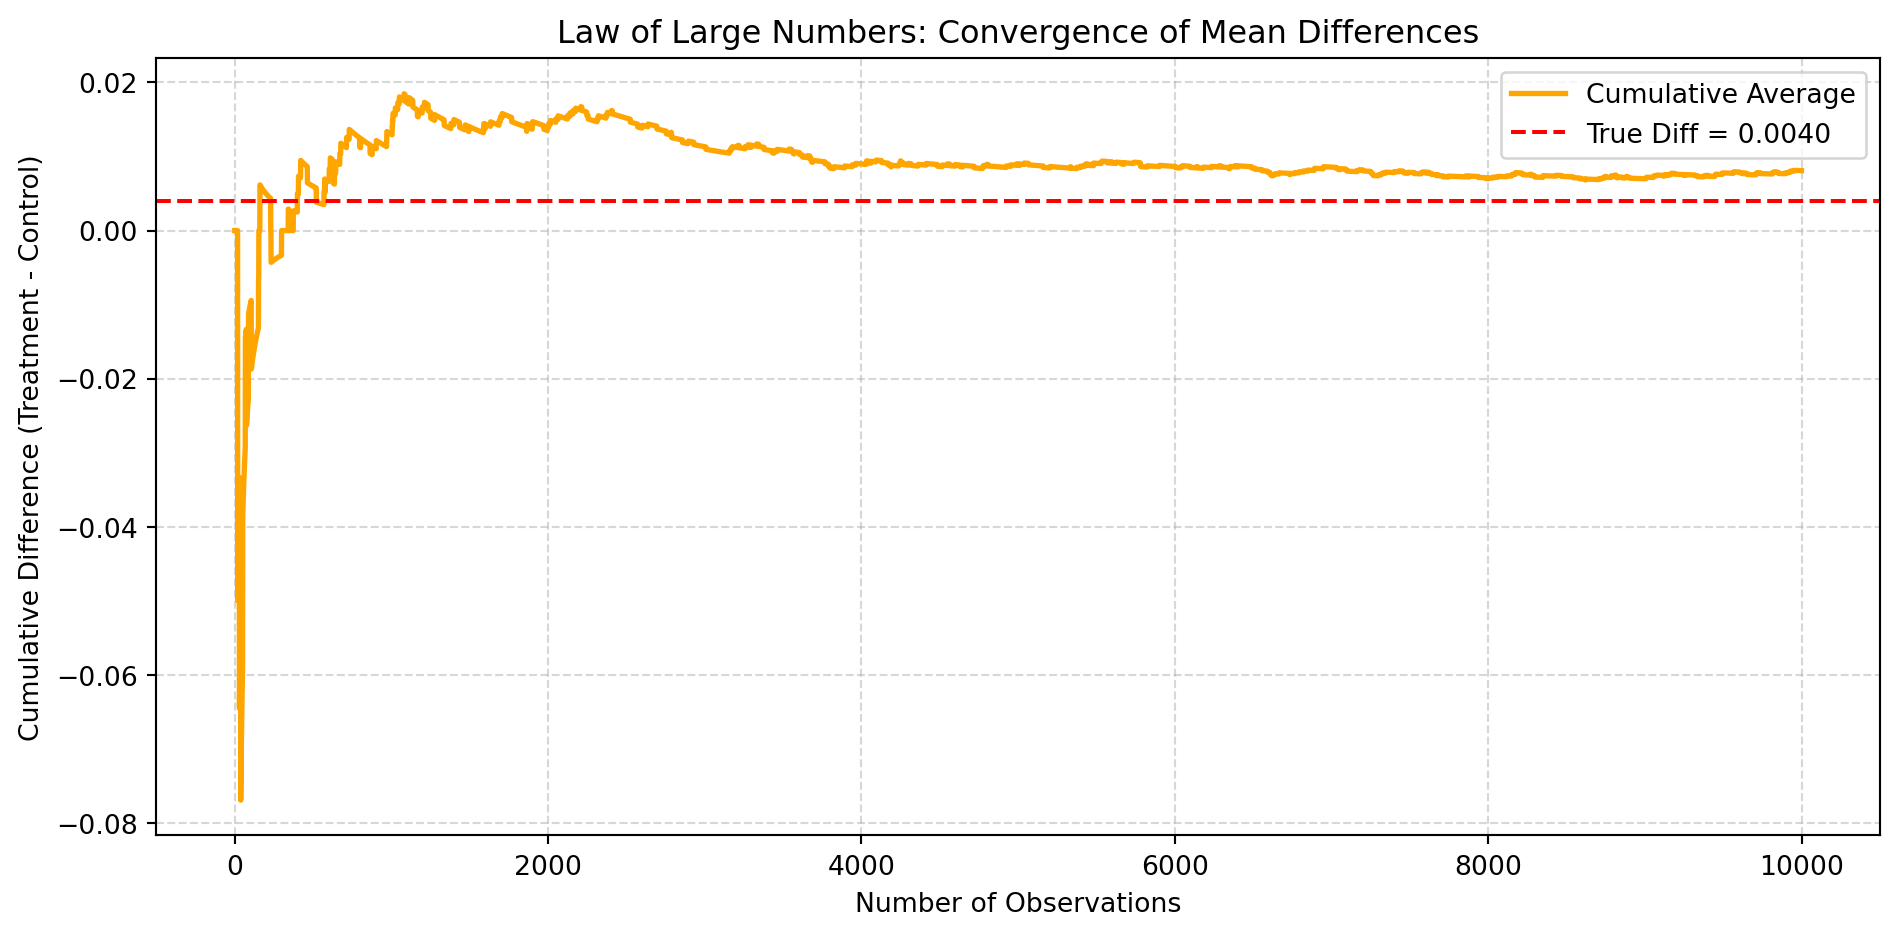 Law of Large Numbers: Convergence of Mean Differences
Cumulative Average
True Diff = 0.0040
Cumulative Difference (Treatment - Control)
0.02
0.00
−0.02
−0.04
−0.06
−0.08
0 2000 4000 6000 8000 10000
Number of Observations